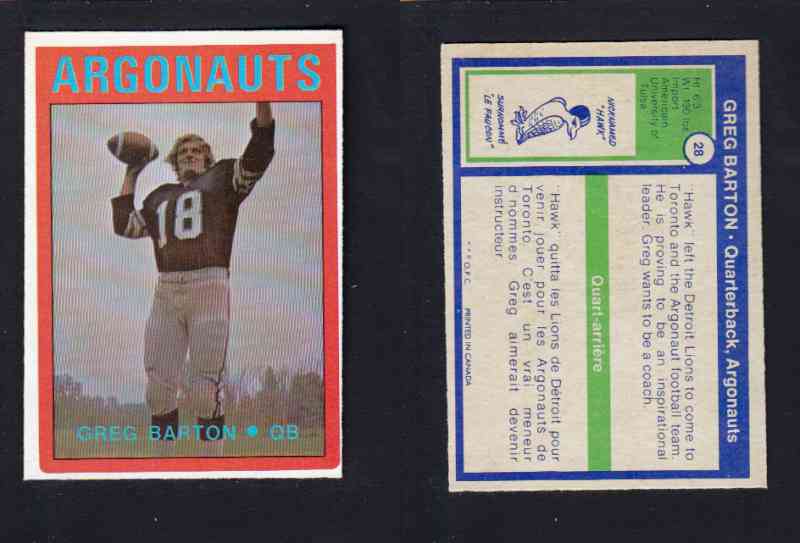 ARGONAUTS
18
GREG BARTON • QB
GREG BARTON • Quarterback, Argonauts
28
Ht. 6/3
Wt. 190 lbs.
Import
American
University of
Tulsa
NICKNAMED
"HAWK"
SURNOMMÉ
"LE FAUCON"
"Hawk" left the Detroit Lions to come to
Toronto and the Argonaut football team.
He is proving to be an inspirational
leader. Greg wants to be a coach.
Quart-arrière
"Hawk" quitta les Lions de Détroit pour
venir jouer pour les Argonauts de
Toronto. C'est un vrai meneur
d nommes Greg aimerait devenir
instructeur
***O.P.C. PRINTED IN CANADA